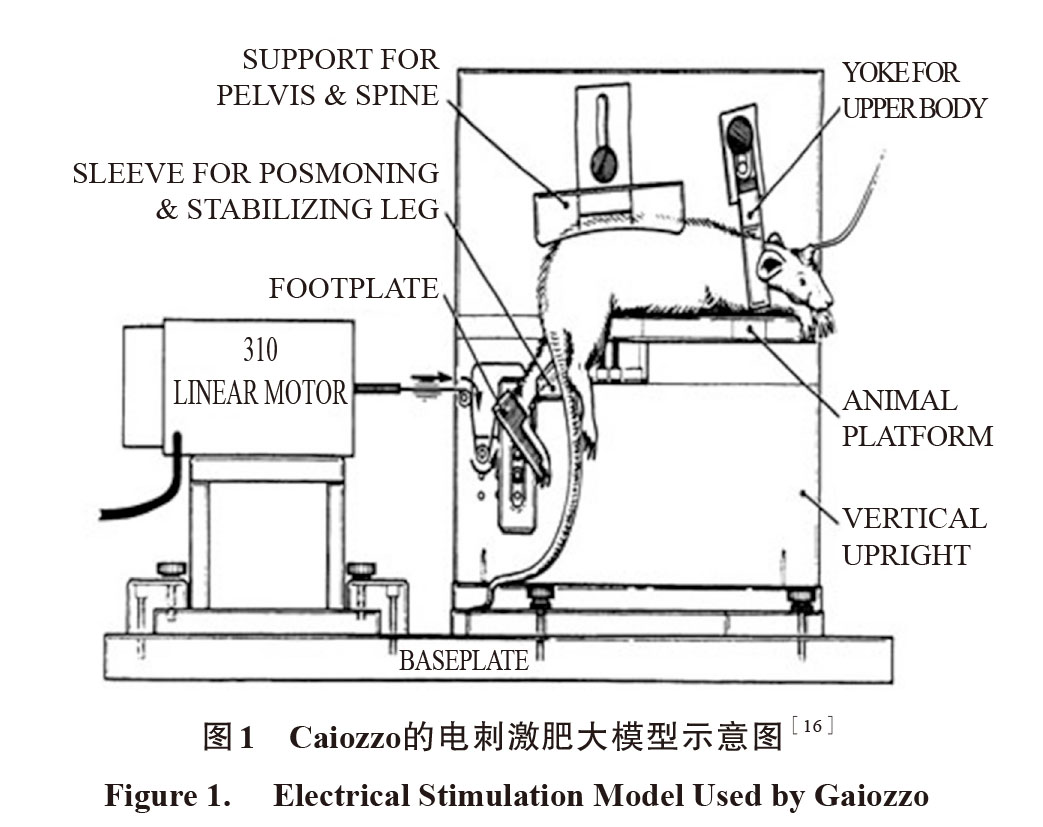 SUPPORT FOR
PELVIS & SPINE
YOKE FOR
UPPER BODY
SLEEVE FOR POSMONING
& STABILIZING LEG
FOOTPLATE
310
LINEAR MOTOR
ANIMAL
PLATFORM
VERTICAL
UPRIGHT
BASEPLATE
图1 Caiozzo的电刺激肥大模型示意图[16]
Figure 1. Electrical Stimulation Model Used by Gaiozzo